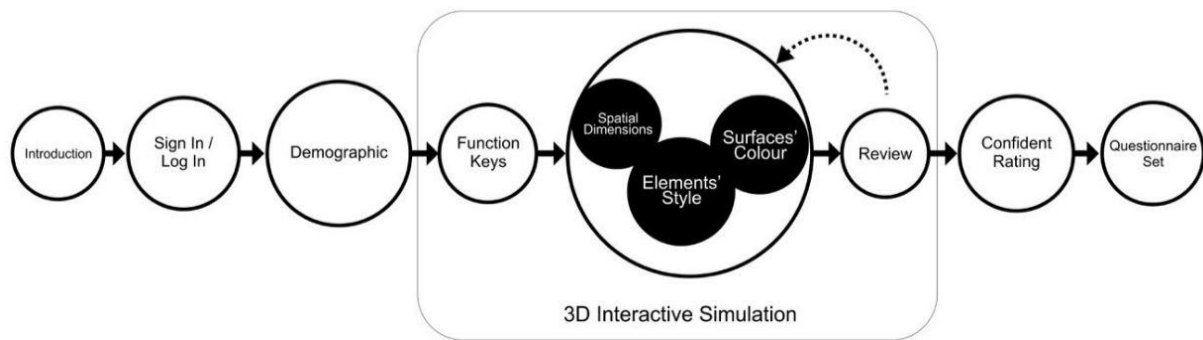 Introduction
Sign In /
Log In
Demographic
Function
Keys
Spatial
Dimensions
Elements'
Style
Surfaces'
Colour
Review
Confident
Rating
Questionnaire
Set
3D Interactive Simulation